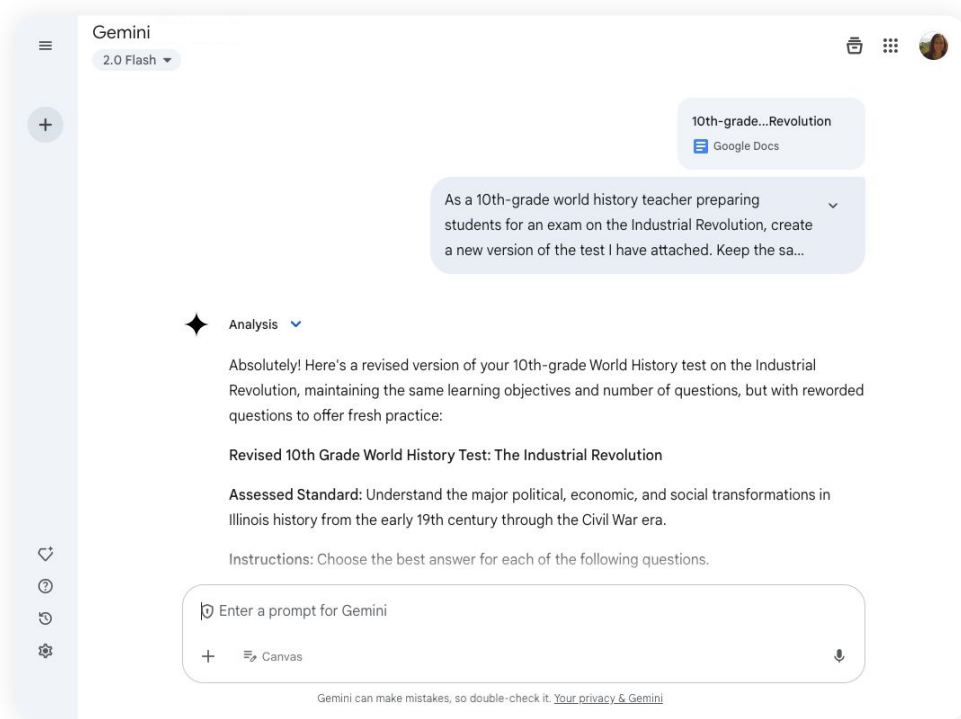 Gemini
2.0 Flash
10th-grade...Revolution
Google Docs
As a 10th-grade world history teacher preparing
students for an exam on the Industrial Revolution, create
a new version of the test I have attached. Keep the sa...
Analysis
Absolutely! Here's a revised version of your 10th-grade World History test on the Industrial
Revolution, maintaining the same learning objectives and number of questions, but with reworded
questions to offer fresh practice:
Revised 10th Grade World History Test: The Industrial Revolution
Assessed Standard: Understand the major political, economic, and social transformations in
Illinois history from the early 19th century through the Civil War era.
Instructions: Choose the best answer for each of the following questions.
Enter a prompt for Gemini
Canvas
Gemini can make mistakes, so double-check it. Your privacy & Gemini